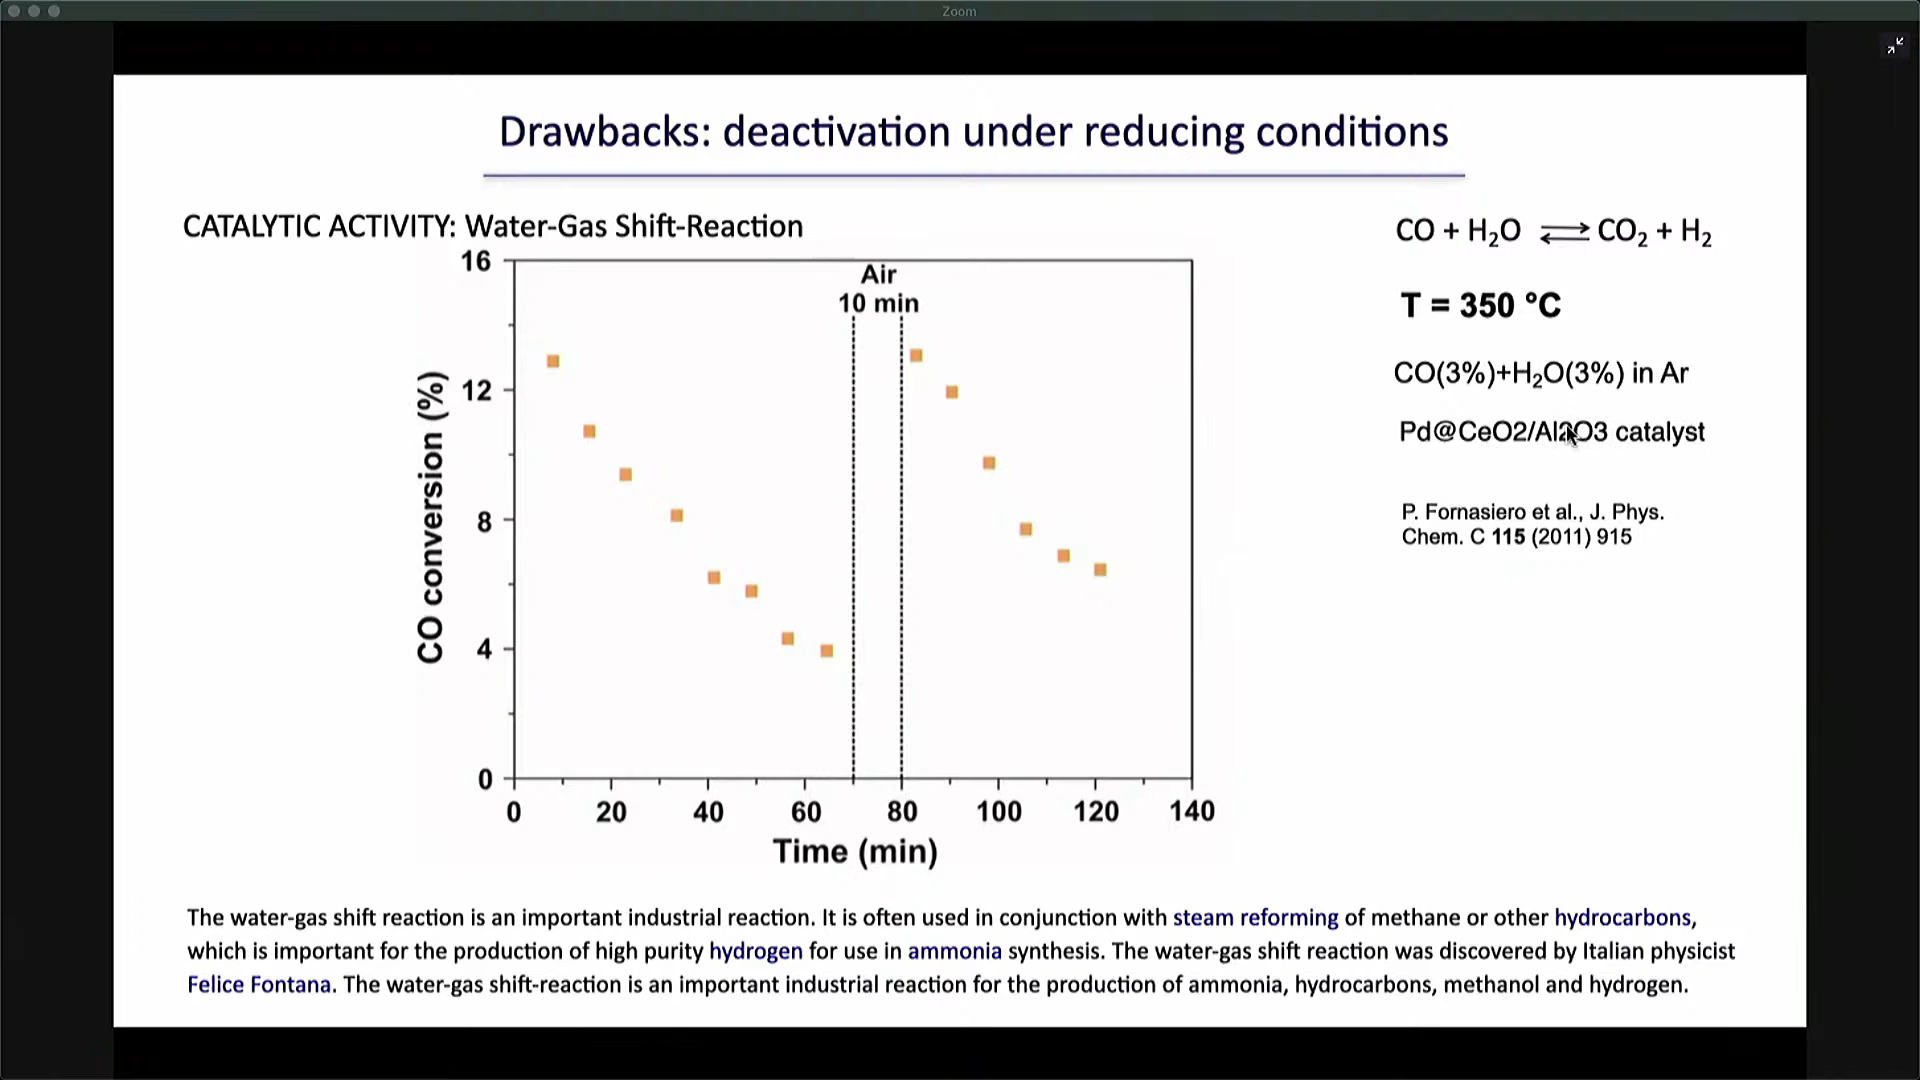 Zoom
Drawbacks: deactivation under reducing conditions
CATALYTIC ACTIVITY: Water-Gas Shift-Reaction
CO + H₂O ⇌ CO₂ + H₂
T = 350 °C
CO(3%)+H₂O(3%) in Ar
Pd@CeO2/Al2O3 catalyst
P. Fornasiero et al., J. Phys.
Chem. C 115 (2011) 915
Air
10 min
CO conversion (%)
16
12
8
4
0
0 20 40 60 80 100 120 140
Time (min)
The water-gas shift reaction is an important industrial reaction. It is often used in conjunction with steam reforming of methane or other hydrocarbons,
which is important for the production of high purity hydrogen for use in ammonia synthesis. The water-gas shift reaction was discovered by Italian physicist
Felice Fontana. The water-gas shift-reaction is an important industrial reaction for the production of ammonia, hydrocarbons, methanol and hydrogen.